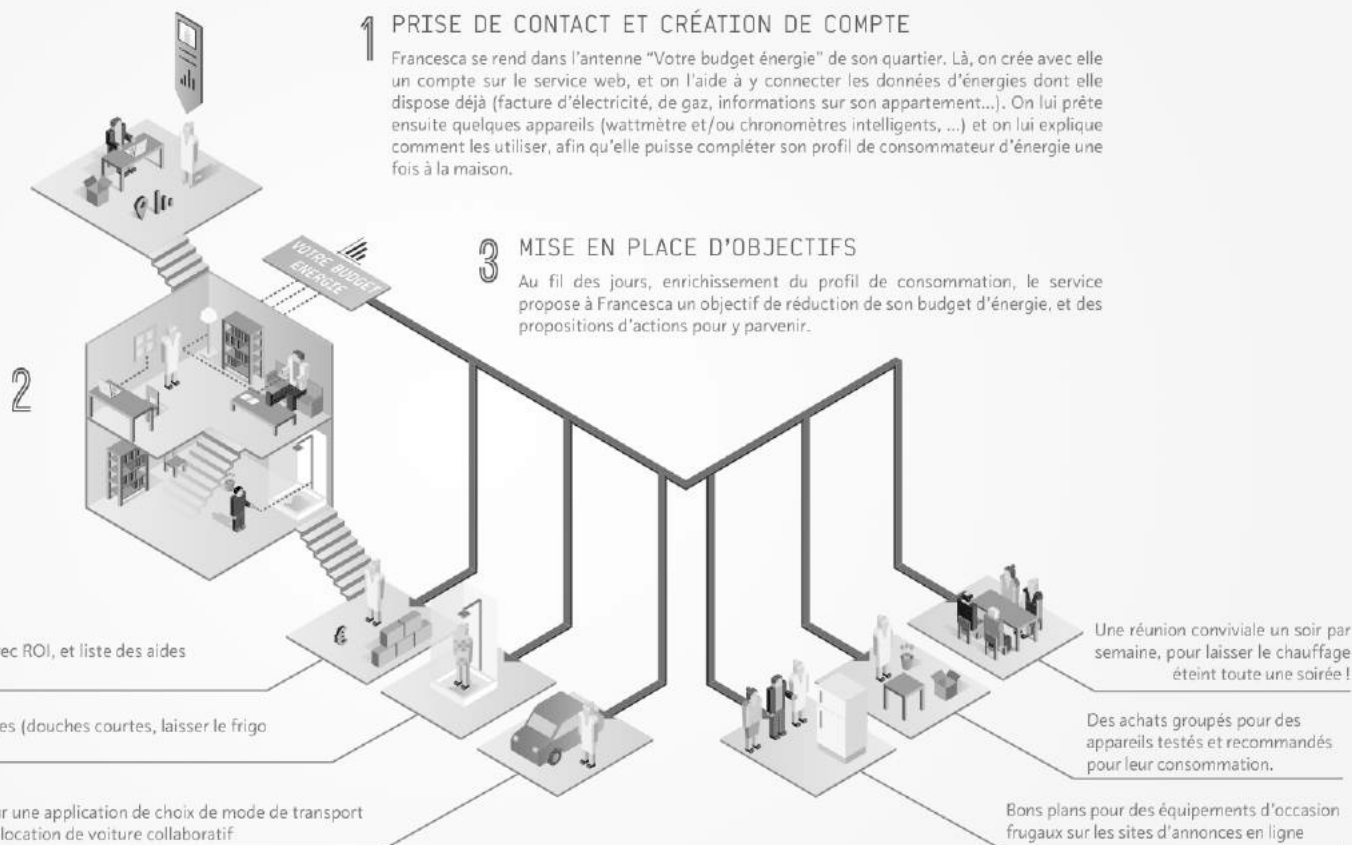 1 PRISE DE CONTACT ET CRÉATION DE COMPTE
Francesca se rend dans l'antenne “Votre budget énergie” de son quartier. Là, on crée avec elle
un compte sur le service web, et on l'aide à y connecter les données d'énergies dont elle
dispose déjà (facture d'électricité, de gaz, informations sur son appartement...). On lui prête
ensuite quelques appareils (wattmètre et/ou chronomètres intelligents, ...) et on lui explique
comment les utiliser, afin qu'elle puisse compléter son profil de consommateur d'énergie une
fois à la maison.
VOTRE BUDGET
ENERGIE
3 MISE EN PLACE D'OBJECTIFS
Au fil des jours, enrichissement du profil de consommation, le service
propose à Francesca un objectif de réduction de son budget d'énergie, et des
propositions d'actions pour y parvenir.
2
€
ROI, et liste des aides
(douches courtes, laisser le frigo
une application de choix de mode de transport
location de voiture collaboratif
Une réunion conviviale un soir par
semaine, pour laisser le chauffage
éteint toute une soirée !
Des achats groupés pour des
appareils testés et recommandés
pour leur consommation.
Bons plans pour des équipements d'occasion
frugaux sur les sites d'annonces en ligne